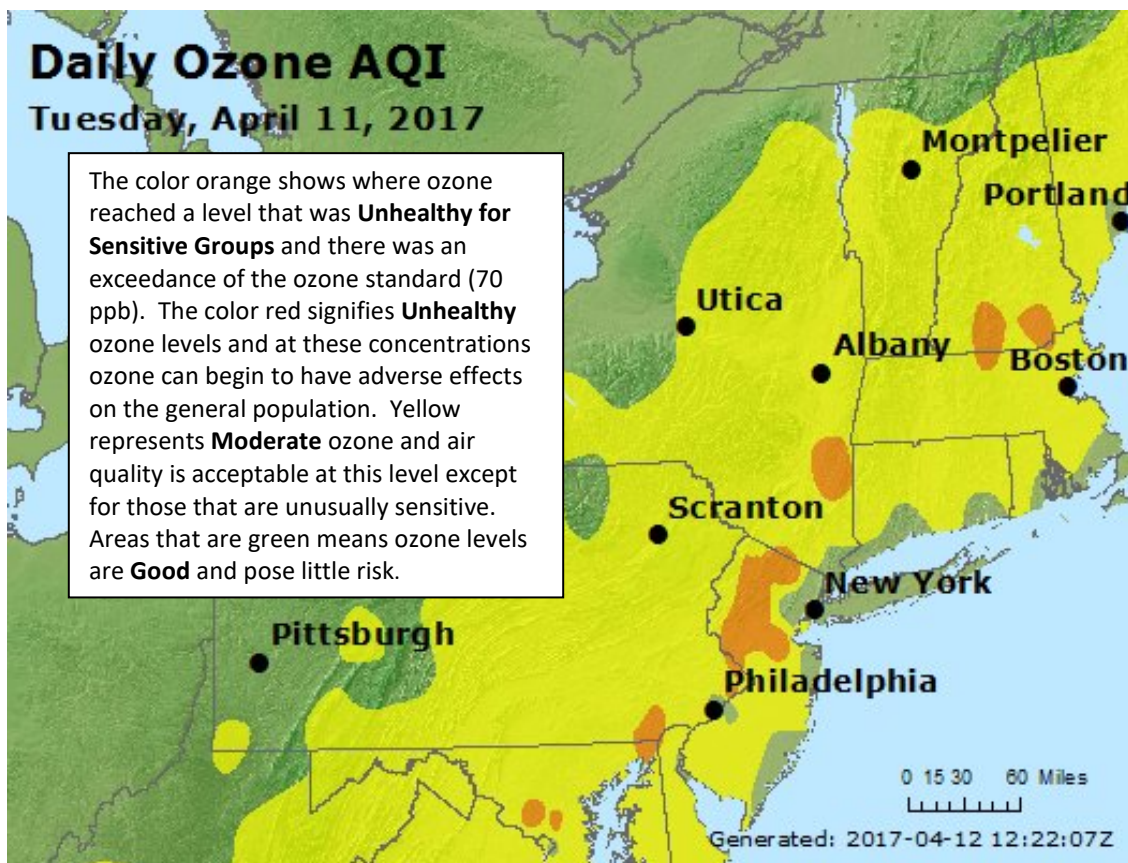 Daily Ozone AQI
Tuesday, April 11, 2017
The color orange shows where ozone
reached a level that was Unhealthy for
Sensitive Groups and there was an
exceedance of the ozone standard (70
ppb).  The color red signifies Unhealthy
ozone levels and at these concentrations
ozone can begin to have adverse effects
on the general population.  Yellow
represents Moderate ozone and air
quality is acceptable at this level except
for those that are unusually sensitive.
Areas that are green means ozone levels
are Good and pose little risk.
Montpelier
Portland
Utica
Albany
Boston
Scranton
New York
Pittsburgh
Philadelphia
0 15 30 60 Miles
Generated: 2017-04-12 12:22:07Z